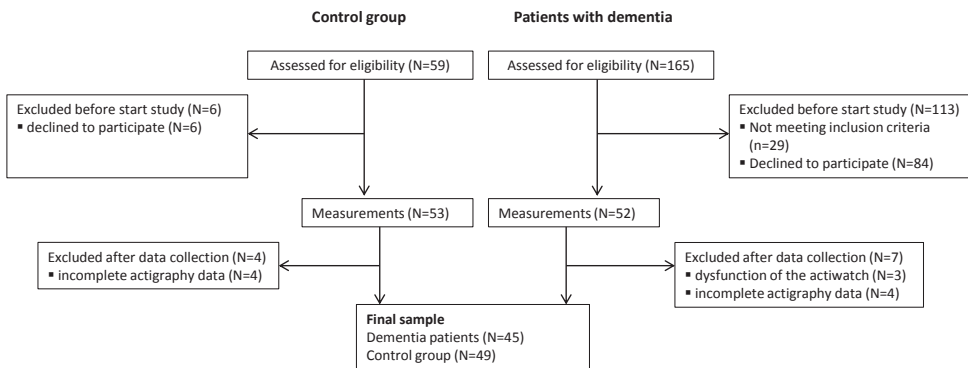 Control group
Patients with dementia
Assessed for eligibility (N=59)
Assessed for eligibility (N=165)
Excluded before start study (N=6)
▪ declined to participate (N=6)
Excluded before start study (N=113)
▪ Not meeting inclusion criteria
(n=29)
▪ Declined to participate (N=84)
Measurements (N=53)
Measurements (N=52)
Excluded after data collection (N=4)
▪ incomplete actigraphy data (N=4)
Excluded after data collection (N=7)
▪ dysfunction of the actiwatch (N=3)
▪ incomplete actigraphy data (N=4)
Final sample
Dementia patients (N=45)
Control group (N=49)